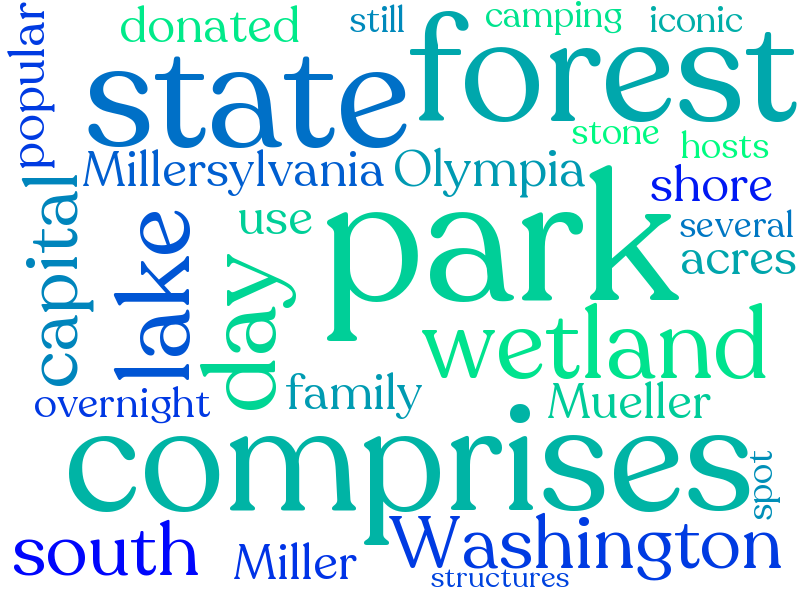 popular
donated
still
camping
iconic
state
forest
stone
hosts
Millersylvania
Olympia
shore
capital
lake
use
park
several
acres
day
wetland
overnight
family
Mueller
comprises
spot
south
Miller
Washington
structures